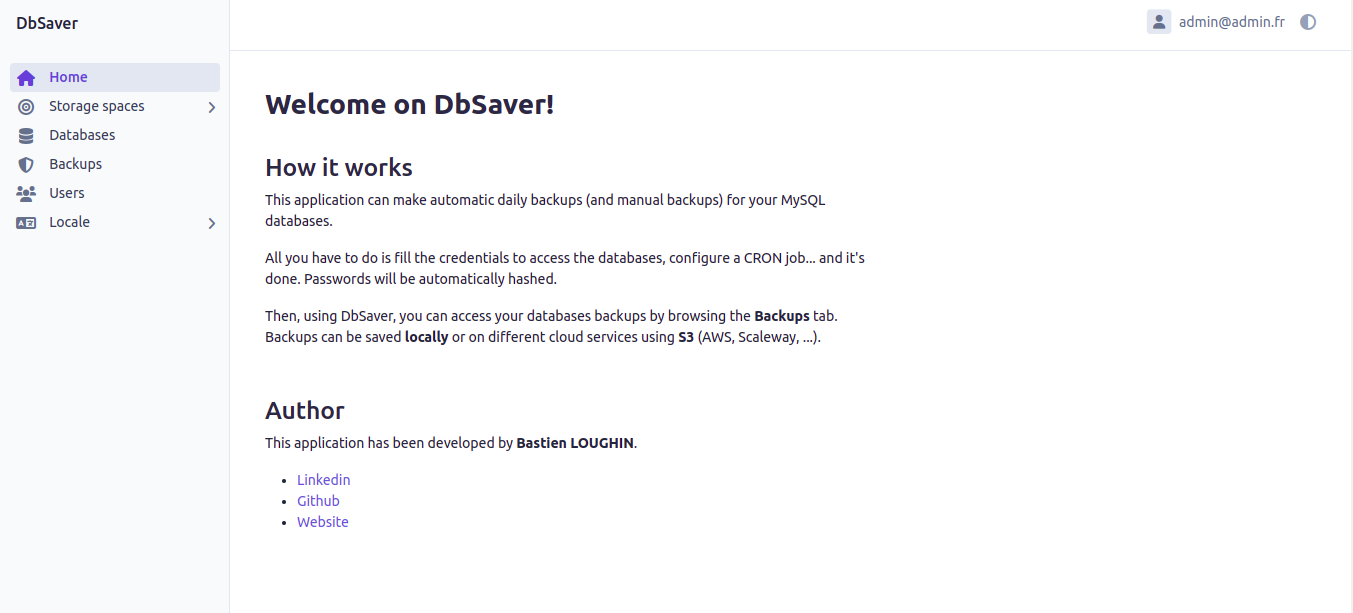 DbSaver
admin@admin.fr
Home
Storage spaces
Databases
Backups
Users
Locale
Welcome on DbSaver!
How it works
This application can make automatic daily backups (and manual backups) for your MySQL
databases.
All you have to do is fill the credentials to access the databases, configure a CRON job... and it's
done. Passwords will be automatically hashed.
Then, using DbSaver, you can access your databases backups by browsing the Backups tab.
Backups can be saved locally or on different cloud services using S3 (AWS, Scaleway, ...).
Author
This application has been developed by Bastien LOUGHIN.
Linkedin
Github
Website